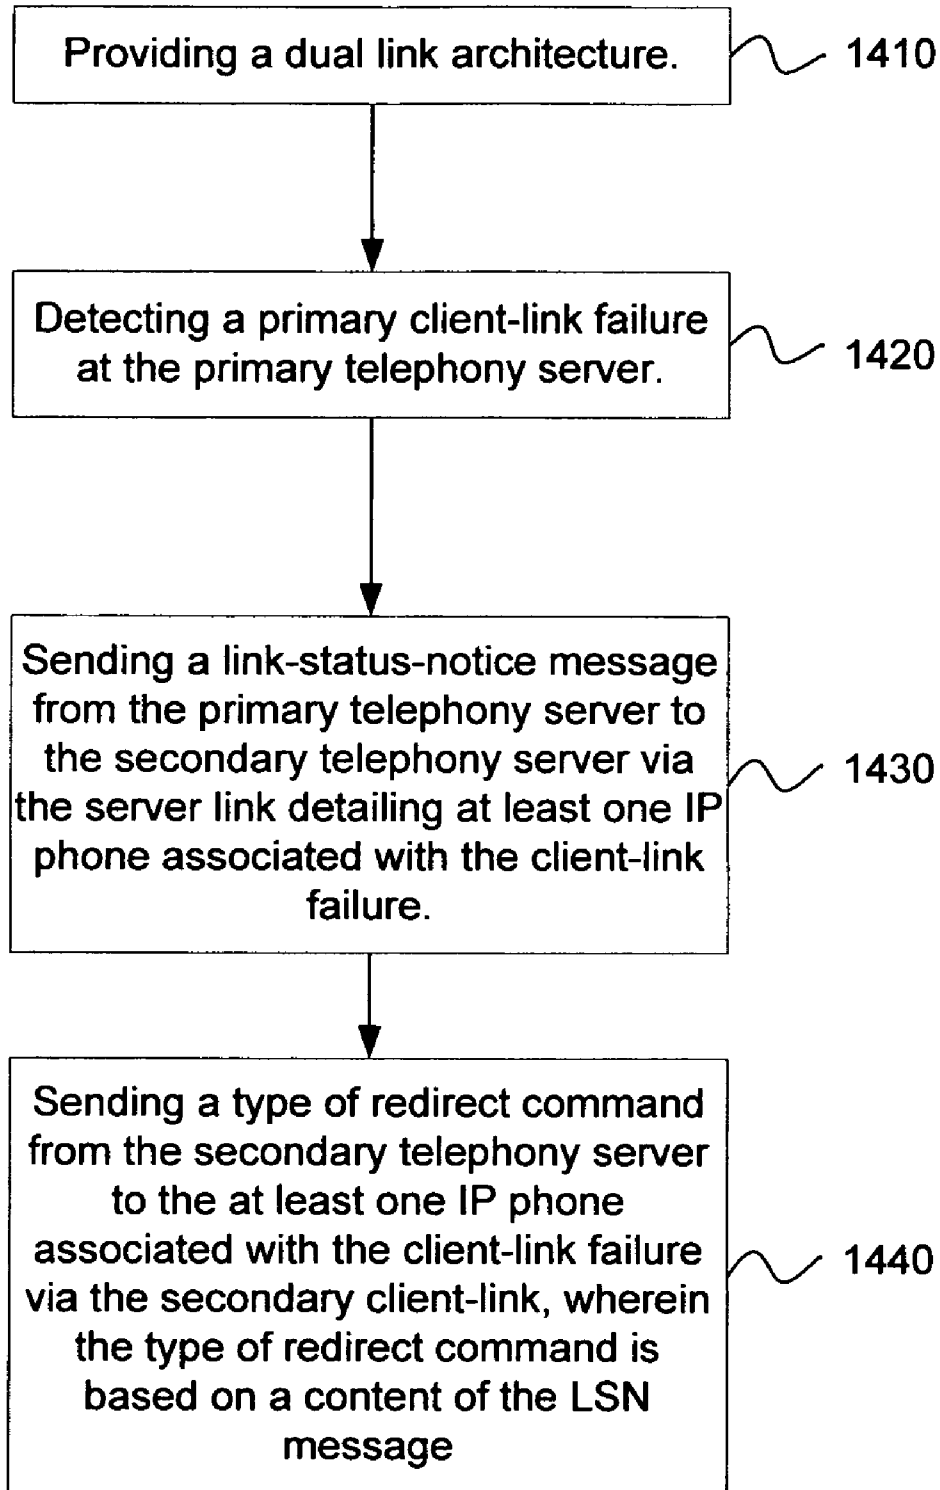 Providing a dual link architecture.
1410
Detecting a primary client-link failure
at the primary telephony server.
1420
Sending a link-status-notice message
from the primary telephony server to
the secondary telephony server via
the server link detailing at least one IP
phone associated with the client-link
failure.
1430
Sending a type of redirect command
from the secondary telephony server
to the at least one IP phone
associated with the client-link failure
via the secondary client-link, wherein
the type of redirect command is
based on a content of the LSN
message
1440